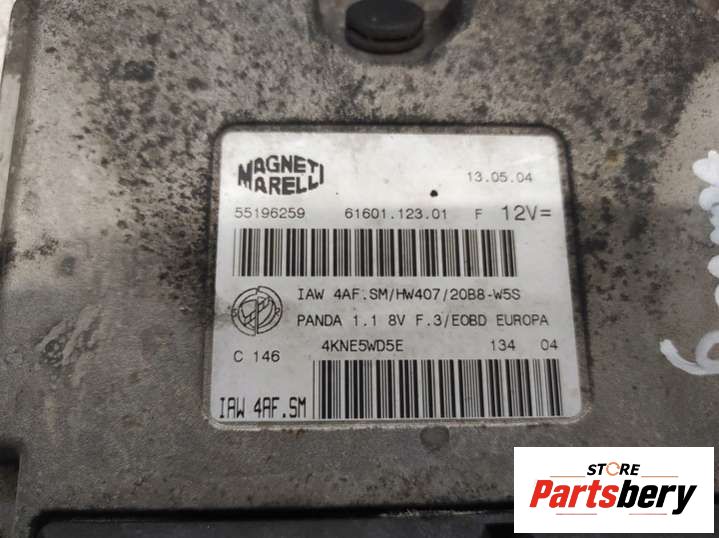 MAGNETI
MARELLI
13.05.04
55196259 61601.123.01 F 12V=
IAW 4AF.SM/HW407/20B8-W5S
PANDA 1.1 8V F.3/EOBD EUROPA
C 146 4KNE5WD5E 134 04
IAW 4AF.SM
STORE
Partsbery